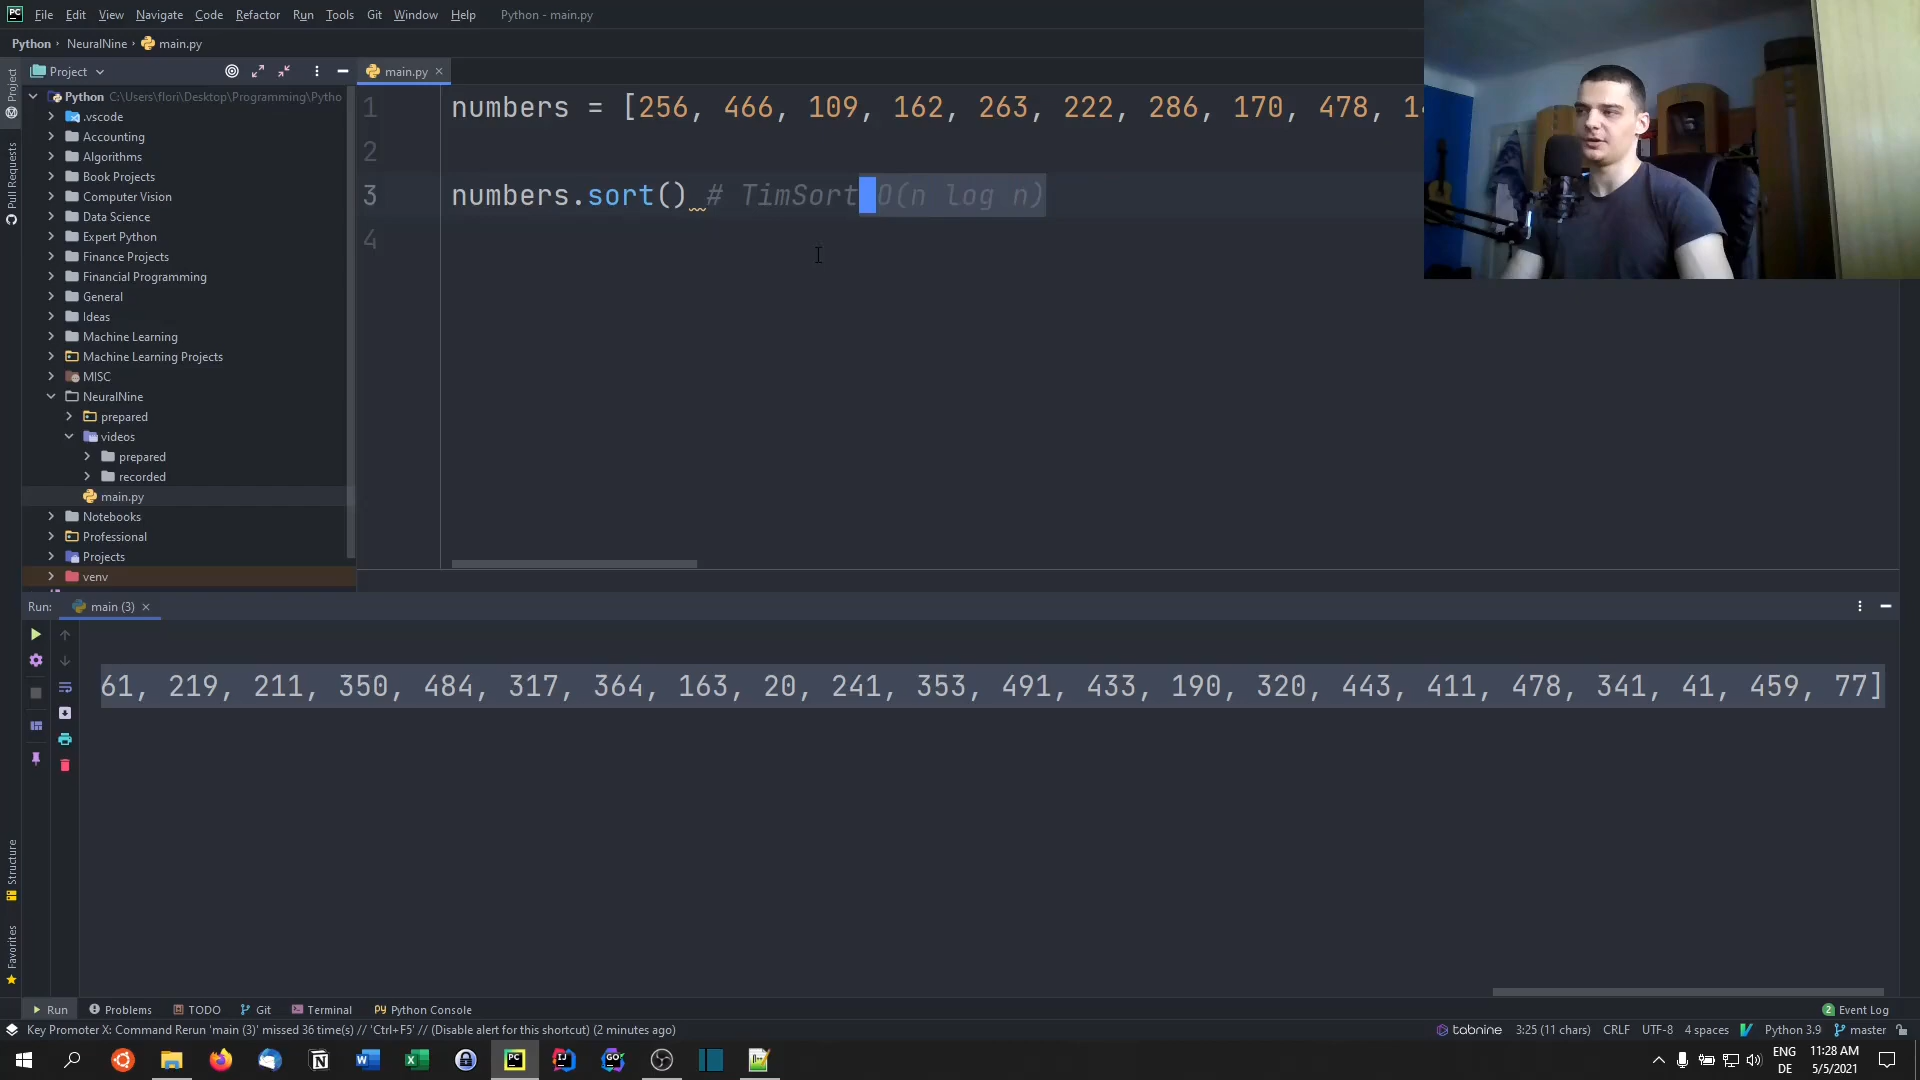 File Edit View Navigate Code Refactor Run Tools Git Window Help Python - main.py
Python NeuralNine main.py
Project
main.py
Project
Pull Requests
Structure
Favorites
Python C:\Users\flori\Desktop\Programming\Pytho
.vscode
Accounting
Algorithms
Book Projects
Computer Vision
Data Science
Expert Python
Finance Projects
Financial Programming
General
Ideas
Machine Learning
Machine Learning Projects
MISC
NeuralNine
prepared
videos
prepared
recorded
main.py
Notebooks
Professional
Projects
venv
1 numbers = [256, 466, 109, 162, 263, 222, 286, 170, 478, 1
2
3 numbers.sort() # TimSort O(n log n)
4
Run: main (3)
61, 219, 211, 350, 484, 317, 364, 163, 20, 241, 353, 491, 433, 190, 320, 443, 411, 478, 341, 41, 459, 77]
Run Problems TODO Git Terminal Python Console Event Log
Key Promoter X: Command Rerun 'main (3)' missed 36 time(s) // 'Ctrl+F5' // (Disable alert for this shortcut) (2 minutes ago) tabnine 3:25 (11 chars) CRLF UTF-8 4 spaces Python 3.9 master
ENG 11:28 AM
DE 5/5/2021